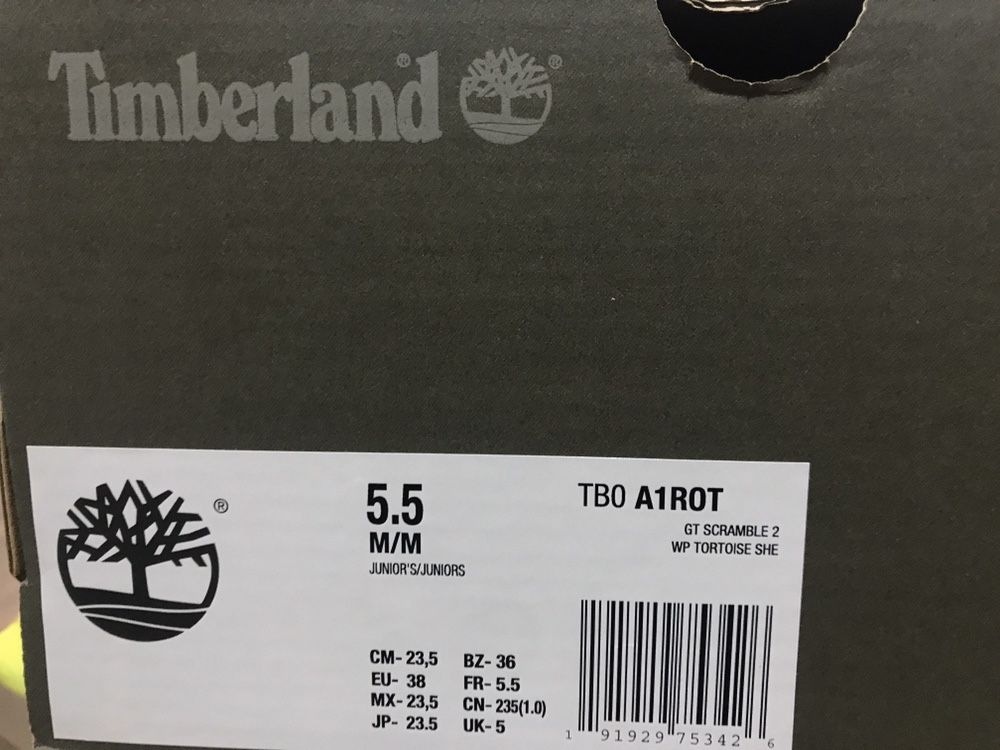 Timberland®
®
®
5.5
M/M
JUNIOR'S/JUNIORS
TB0 A1ROT
GT SCRAMBLE 2
WP TORTOISE SHE
CM- 23,5 BZ- 36
EU- 38 FR- 5.5
MX- 23,5 CN- 235(1.0)
JP- 23.5 UK- 5
1 91929 75342 6